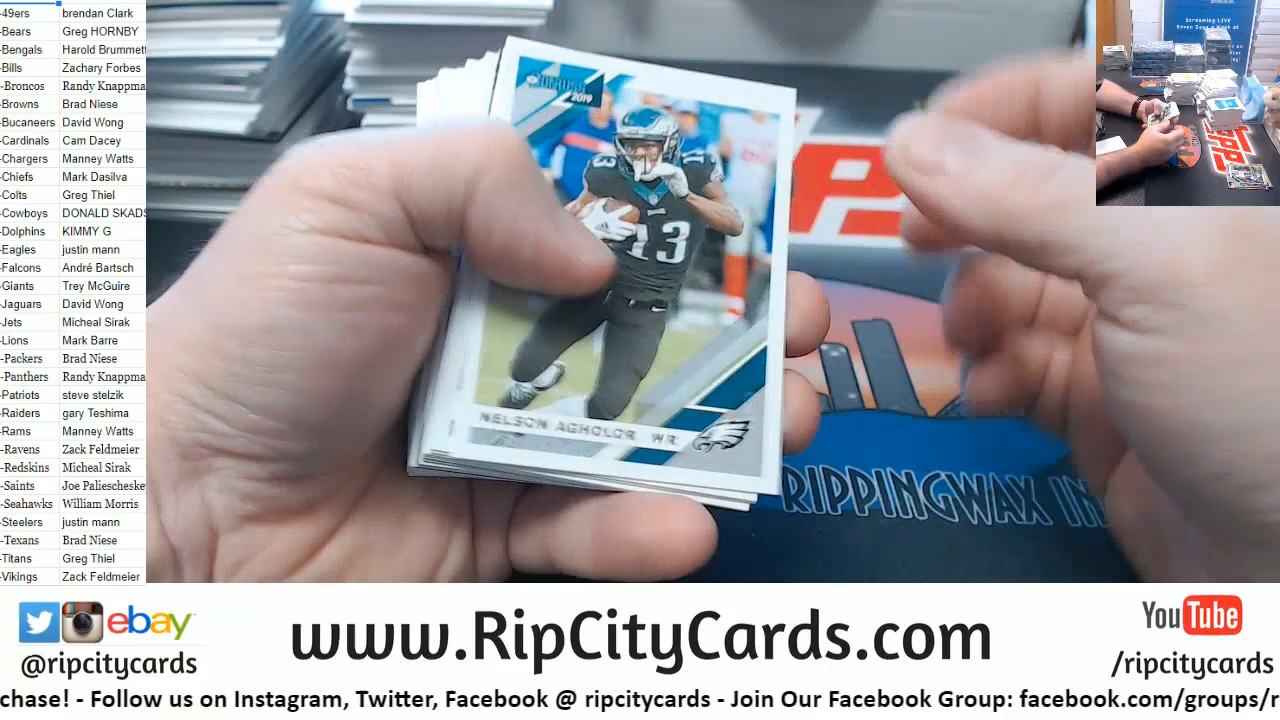 -49ers brendan Clark
-Bears Greg HORNBY
-Bengals Harold Brummett
-Bills Zachary Forbes
-Broncos Randy Knappma
-Browns Brad Niese
-Bucaneers David Wong
-Cardinals Cam Dacey
-Chargers Manney Watts
-Chiefs Mark Dasilva
-Colts Greg Thiel
-Cowboys DONALD SKADS
-Dolphins KIMMY G
-Eagles justin mann
-Falcons André Bartsch
-Giants Trey McGuire
-Jaguars David Wong
-Jets Micheal Sirak
-Lions Mark Barre
-Packers Brad Niese
-Panthers Randy Knappma
-Patriots steve stelzik
-Raiders gary Teshima
-Rams Manney Watts
-Ravens Zack Feldmeier
-Redskins Micheal Sirak
-Saints Joe Paliescheske
-Seahawks William Morris
-Steelers justin mann
-Texans Brad Niese
-Titans Greg Thiel
-Vikings Zack Feldmeier
DONRUSS
2019
13
NELSON AGHOLOR WR
RIPPINGWAX IN
Streaming LIVE
TOPP
ebay
@ripcitycards
www.RipCityCards.com
YouTube
/ripcitycards
chase! - Follow us on Instagram, Twitter, Facebook @ ripcitycards - Join Our Facebook Group: facebook.com/groups/r